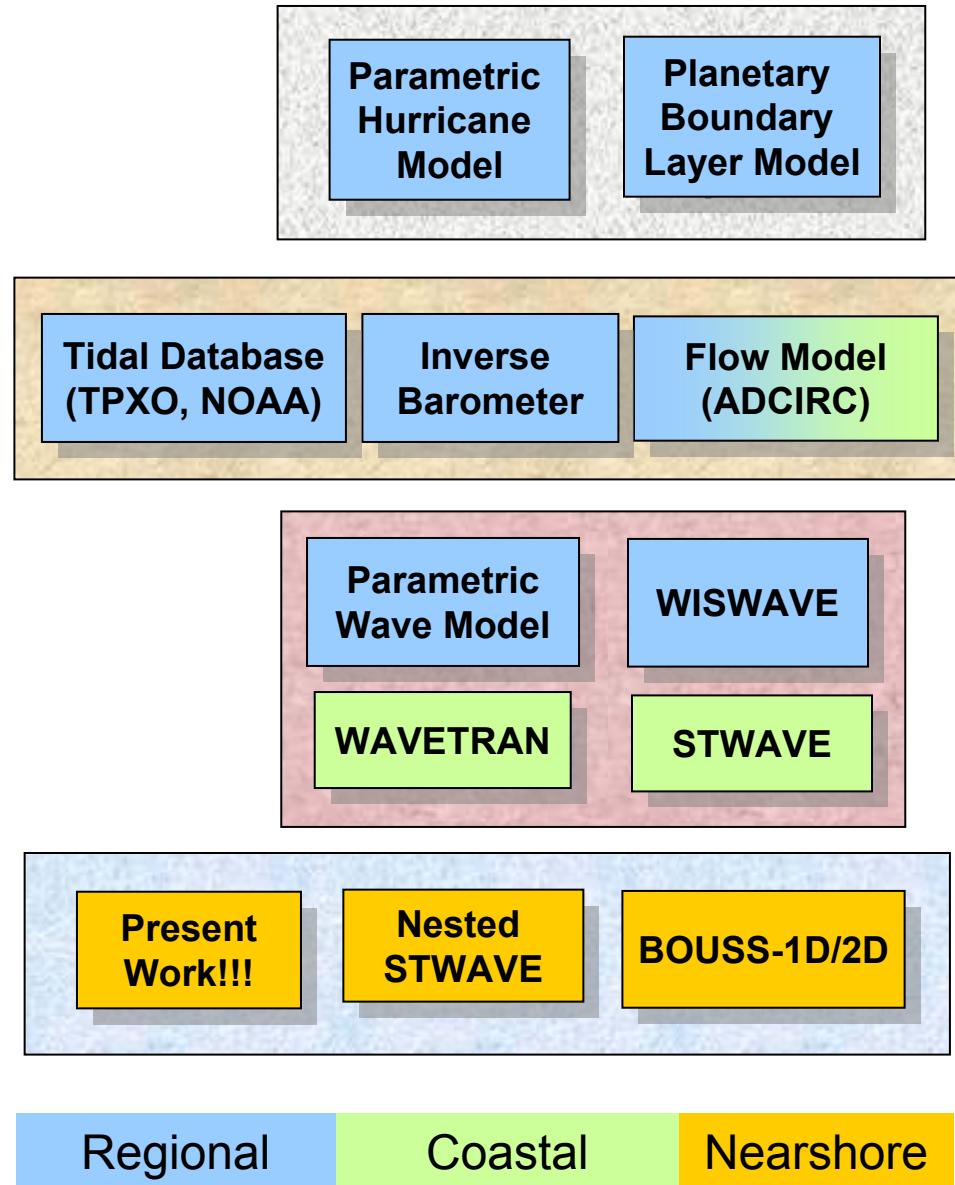 Parametric
Hurricane
Model
Planetary
Boundary
Layer Model
Tidal Database
(TPXO, NOAA)
Inverse
Barometer
Flow Model
(ADCIRC)
Parametric
Wave Model
WISWAVE
WAVETRAN
STWAVE
Present
Work!!!
Nested
STWAVE
BOUSS-1D/2D
Regional
Coastal
Nearshore